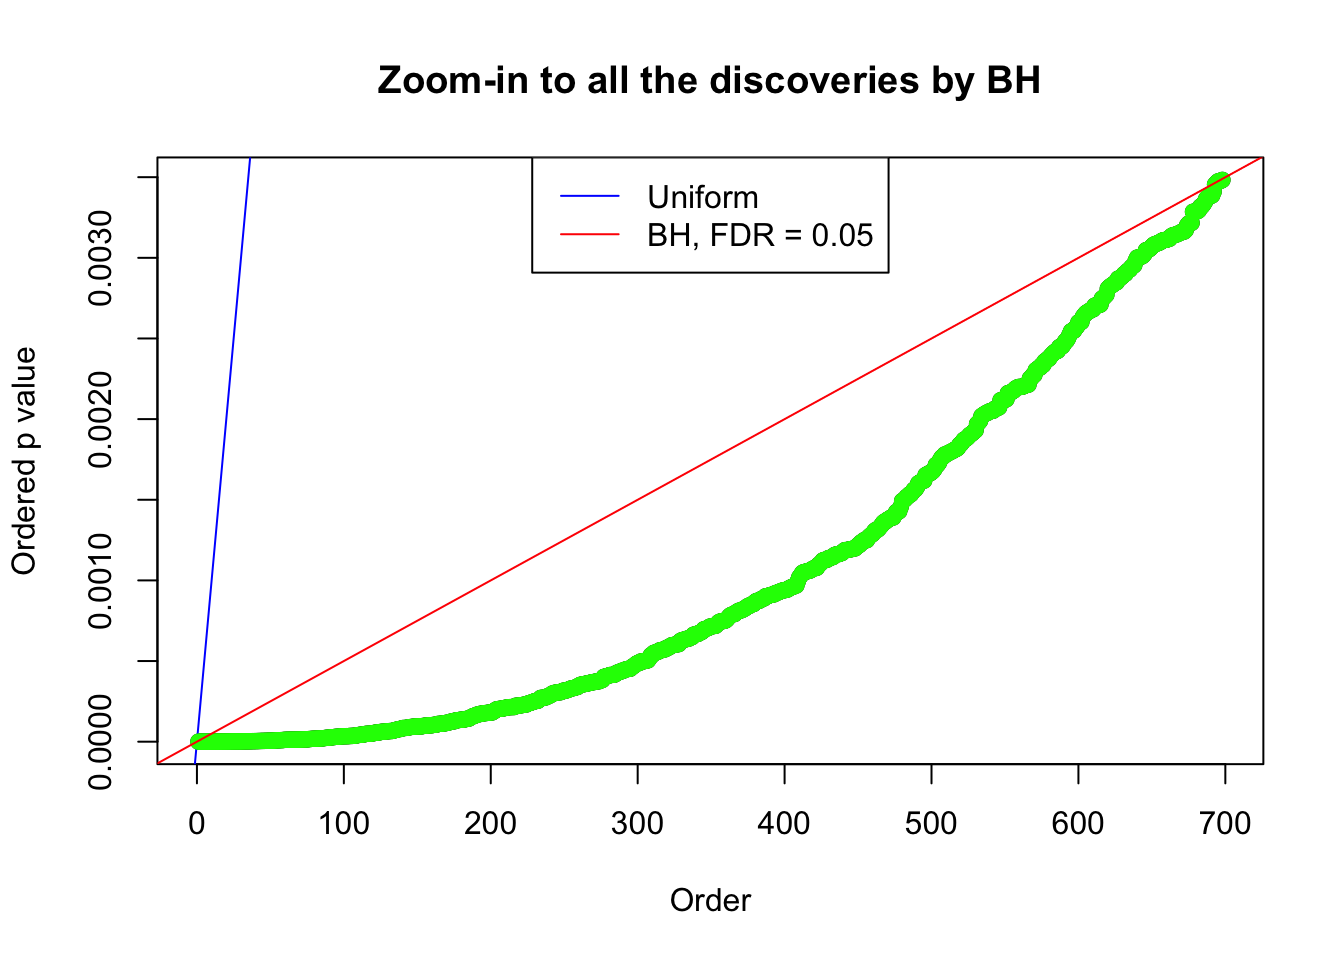 Zoom-in to all the discoveries by BH
Uniform
BH, FDR = 0.05
Ordered p value
0.0000
0.0010
0.0020
0.0030
0 100 200 300 400 500 600 700
Order